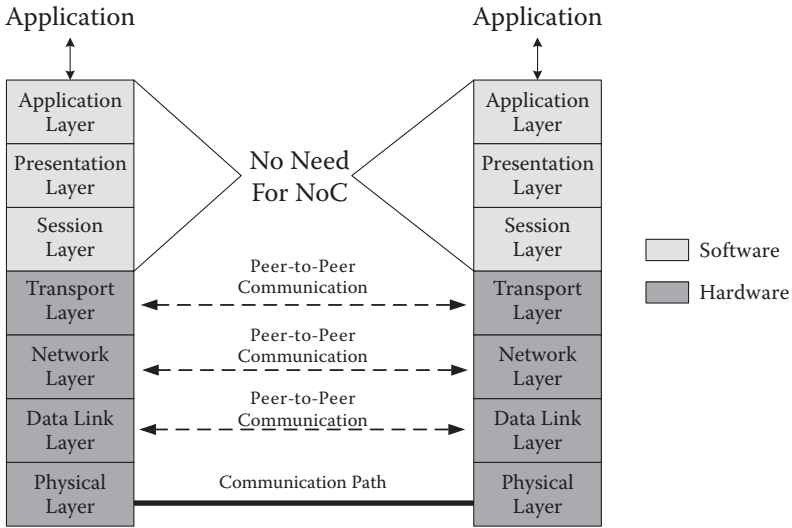 Application
Application
Application
Layer
Presentation
Layer
Session
Layer
Transport
Layer
Network
Layer
Data Link
Layer
Physical
Layer
No Need
For NoC
Peer-to-Peer
Communication
Peer-to-Peer
Communication
Peer-to-Peer
Communication
Communication Path
Application
Layer
Presentation
Layer
Session
Layer
Transport
Layer
Network
Layer
Data Link
Layer
Physical
Layer
Software
Hardware